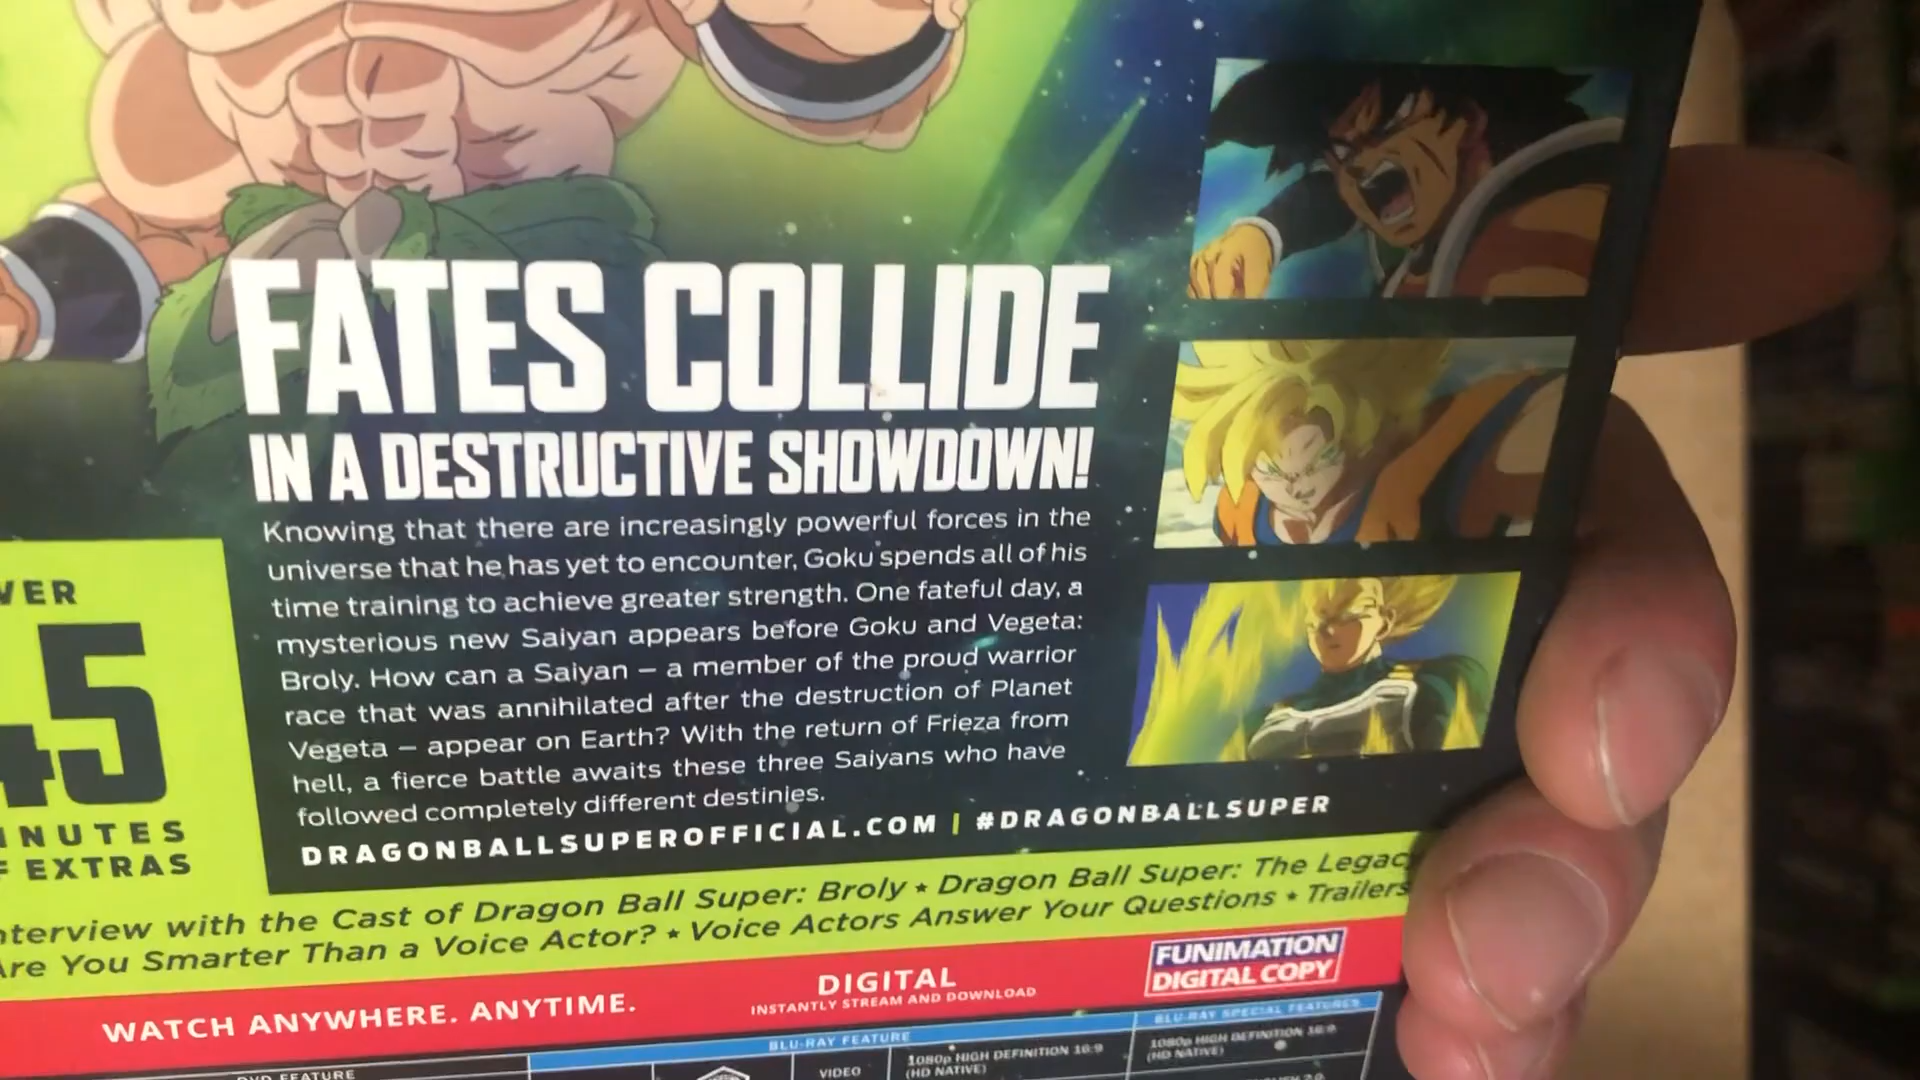 FATES COLLIDE
IN A DESTRUCTIVE SHOWDOWN!
Knowing that there are increasingly powerful forces in the
universe that he has yet to encounter, Goku spends all of his
time training to achieve greater strength. One fateful day, a
mysterious new Saiyan appears before Goku and Vegeta:
Broly. How can a Saiyan – a member of the proud warrior
race that was annihilated after the destruction of Planet
Vegeta – appear on Earth? With the return of Frieza from
hell, a fierce battle awaits these three Saiyans who have
followed completely different destinies.
DRAGONBALLSUPEROFFICIAL.COM | #DRAGONBALLSUPER
VER
45
INUTES
F EXTRAS
nterview with the Cast of Dragon Ball Super: Broly ★ Dragon Ball Super: The Legacy
Are You Smarter Than a Voice Actor? ★ Voice Actors Answer Your Questions ★ Trailers
WATCH ANYWHERE. ANYTIME.
DIGITAL
INSTANTLY STREAM AND DOWNLOAD
FUNIMATION
DIGITAL COPY
DVD FEATURE
BLU-RAY FEATURE
BLU-RAY SPECIAL FEATURES
VIDEO
1080p HIGH DEFINITION 16:9
(HD NATIVE)
1080p HIGH DEFINITION 16:9
(HD NATIVE)